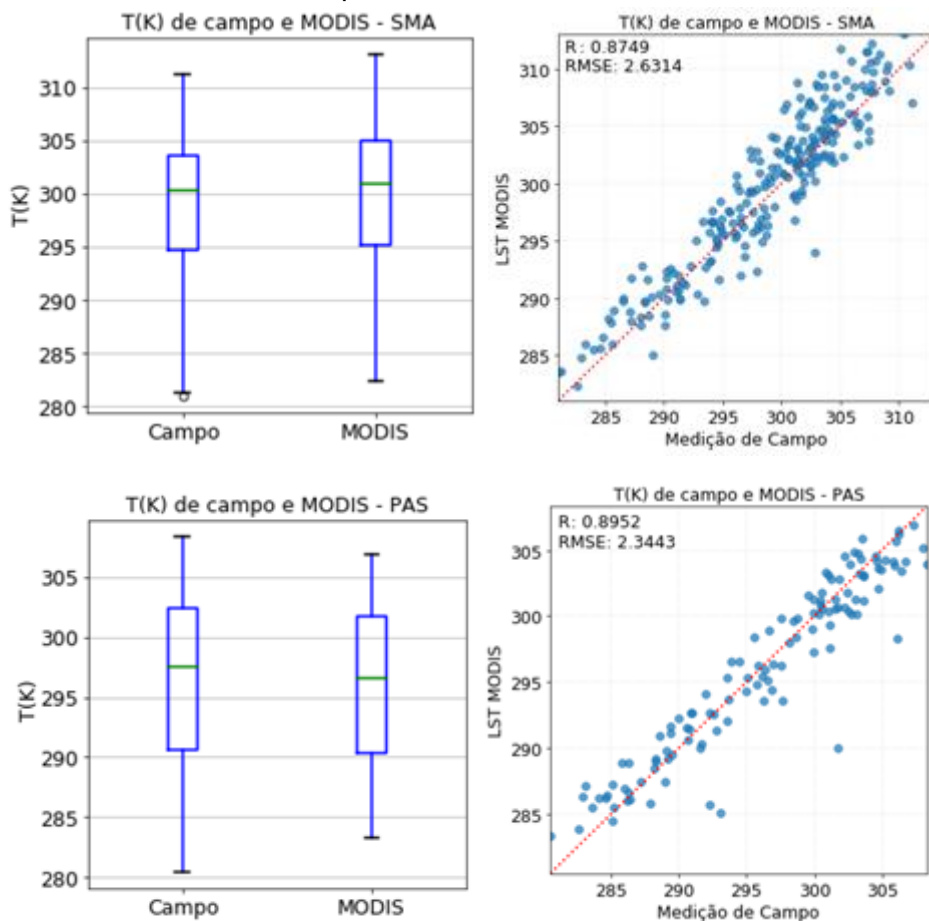 T(K) de campo e MODIS - SMA
T(K)
310
305
300
295
290
285
280
Campo
MODIS
T(K) de campo e MODIS - SMA
R: 0.8749
RMSE: 2.6314
LST MODIS
310
305
300
295
290
285
285 290 295 300 305 310
Medição de Campo
T(K) de campo e MODIS - PAS
T(K)
305
300
295
290
285
280
Campo
MODIS
T(K) de campo e MODIS - PAS
R: 0.8952
RMSE: 2.3443
LST MODIS
305
300
295
290
285
285 290 295 300 305
Medição de Campo